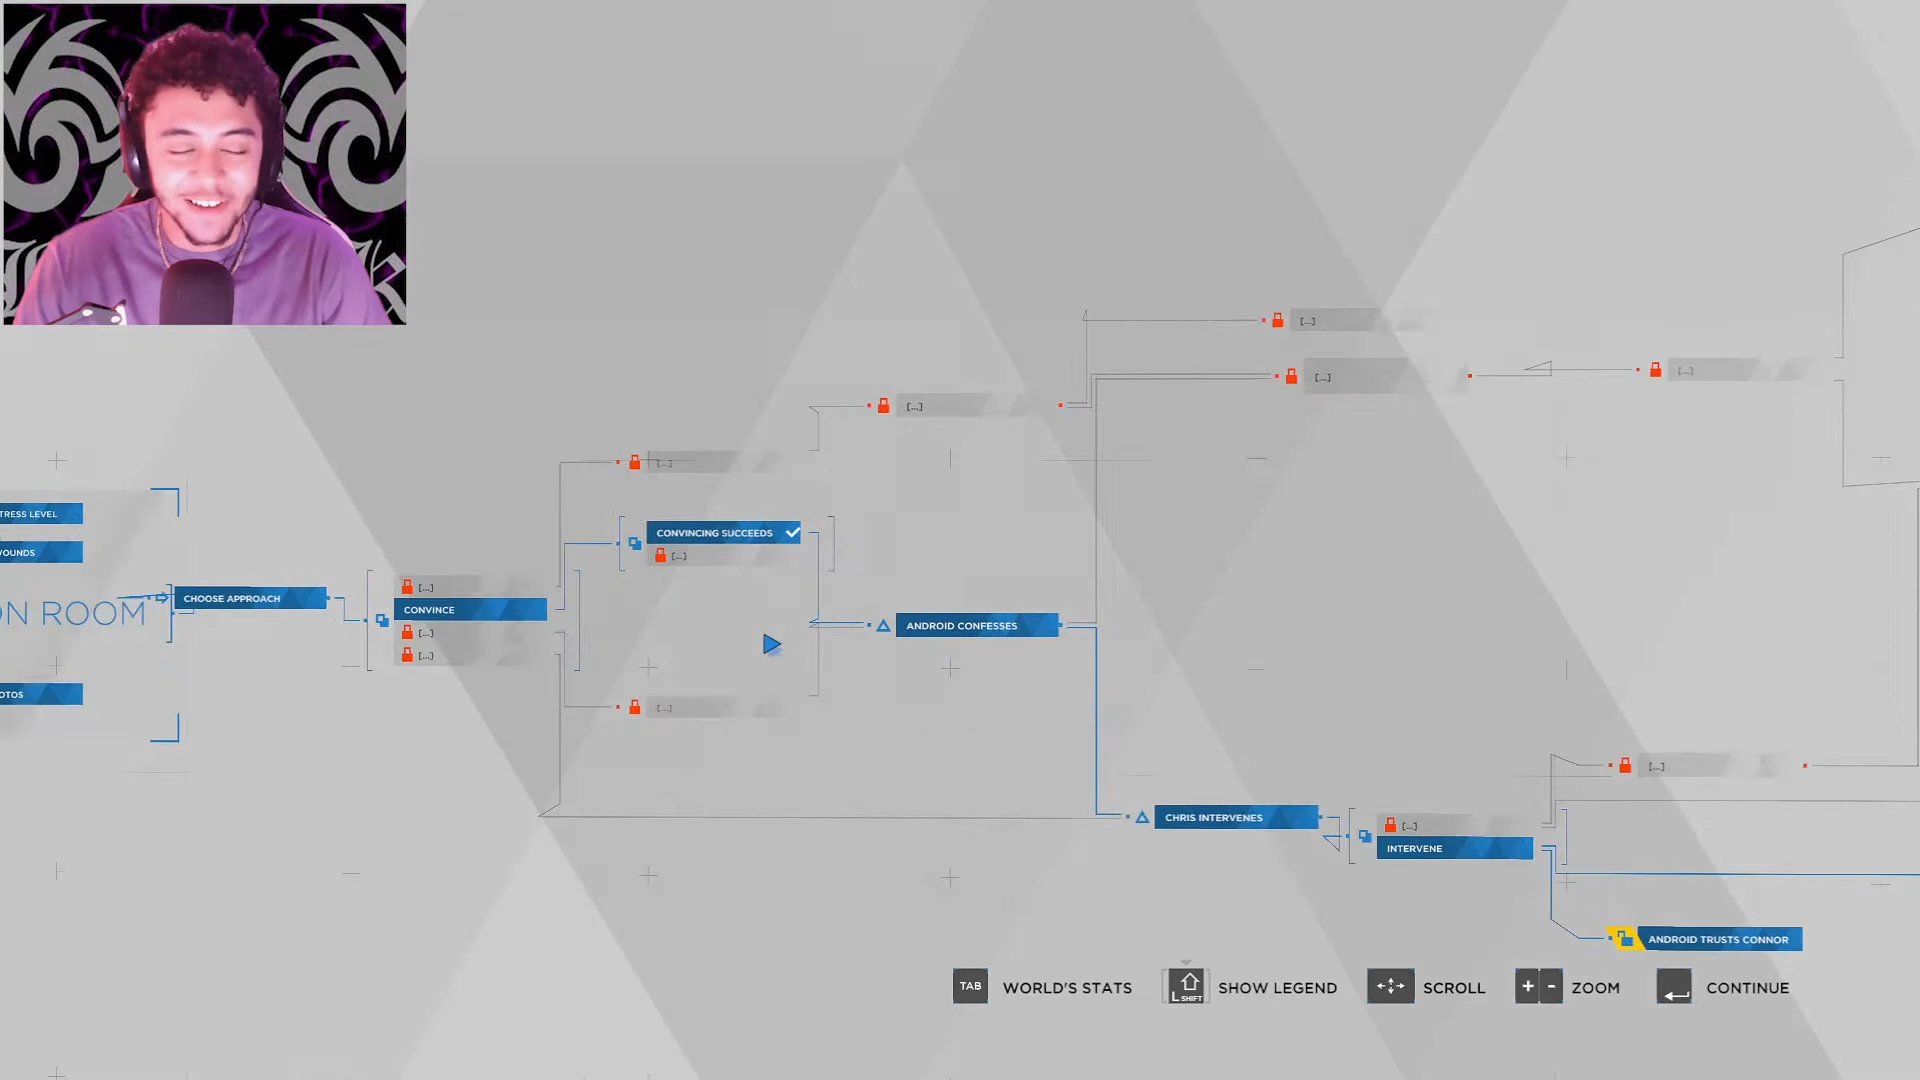 [...]
[...]
[...]
[...]
[...]
TRESS LEVEL
CONVINCING SUCCEEDS
[...]
OUNDS
[...]
CHOOSE APPROACH
CONVINCE
ON ROOM
ANDROID CONFESSES
[...]
[...]
OTOS
[...]
[...]
CHRIS INTERVENES
[...]
INTERVENE
ANDROID TRUSTS CONNOR
TAB WORLD'S STATS
L SHIFT SHOW LEGEND
SCROLL
+ - ZOOM
CONTINUE